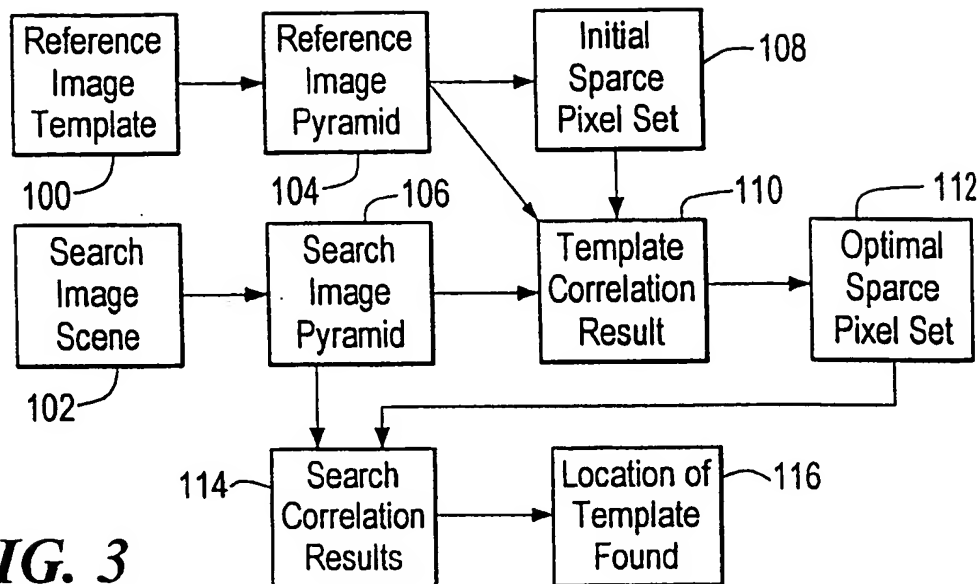 Reference
Image
Template
100
Reference
Image
Pyramid
104
Initial
Sparce
Pixel Set
108
Search
Image
Scene
102
Search
Image
Pyramid
106
Template
Correlation
Result
110
Optimal
Sparce
Pixel Set
112
Search
Correlation
Results
114
Location of
Template
Found
116
IG. 3